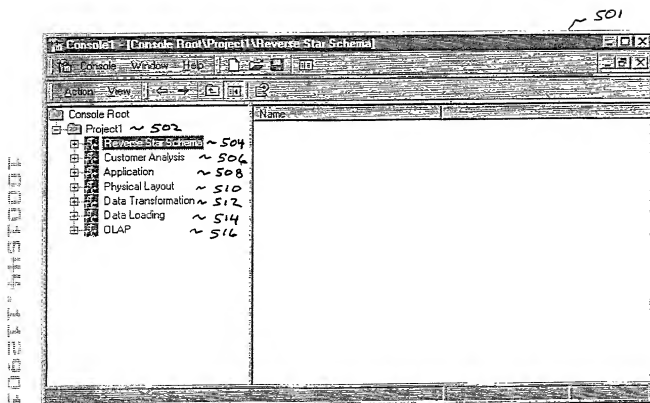 ~ 501
Console1 - [Console Root\Project1\Reverse Star Schema]
Console Window Help
Action View
Console Root
Project1 ~ 502
Reverse Star Schema ~ 504
Customer Analysis ~ 506
Application ~ 508
Physical Layout ~ 510
Data Transformation ~ 512
Data Loading ~ 514
OLAP ~ 516
Name